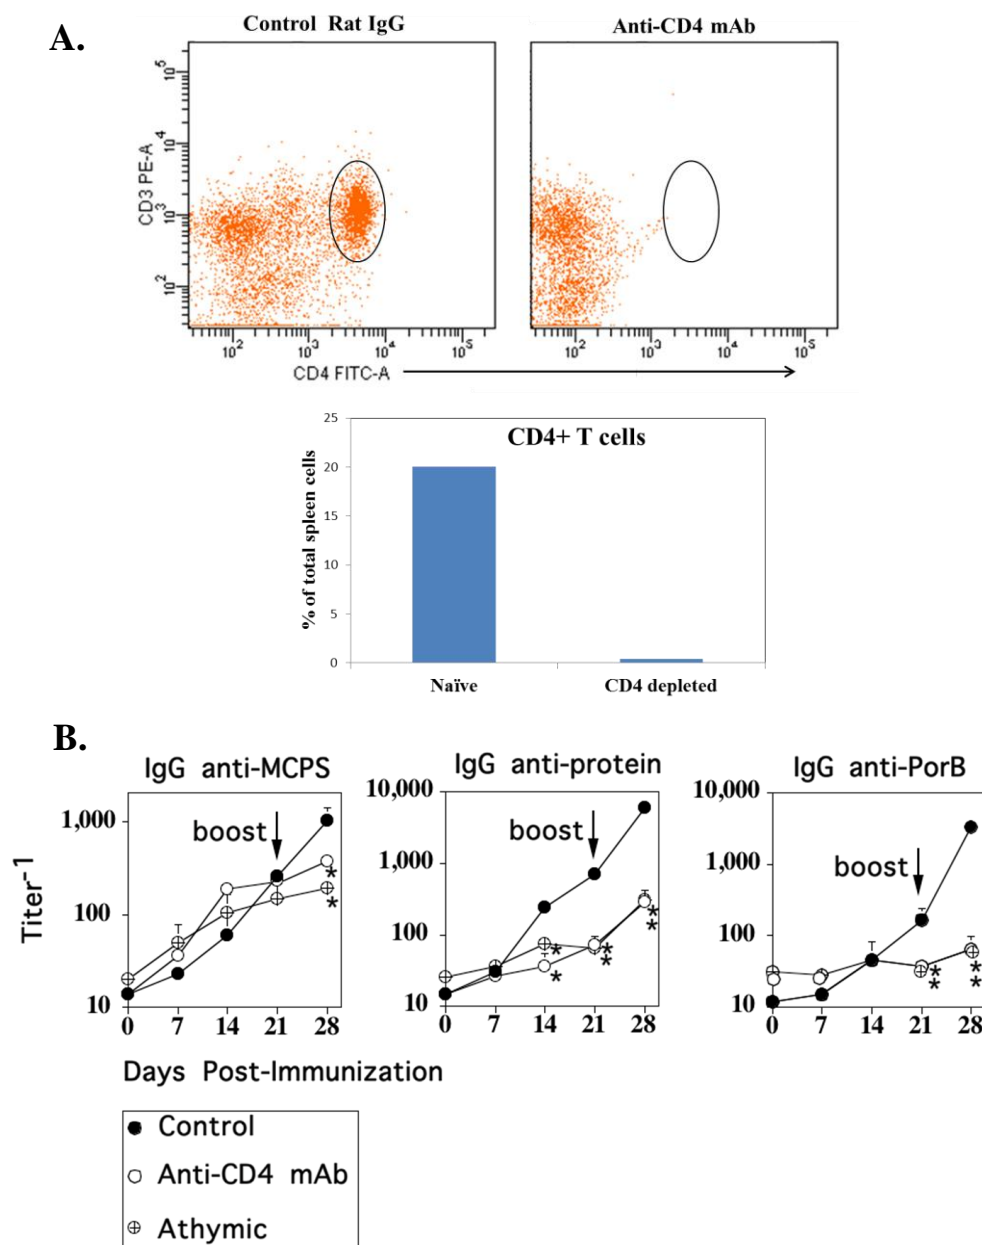 A.
Control Rat IgG
Anti-CD4 mAb
CD3 PE-A
10^5
10^4
10^3
10^2
10^2 10^3 10^4 10^5
10^2 10^3 10^4 10^5
CD4 FITC-A
CD4+ T cells
% of total spleen cells
25
20
15
10
5
0
Naïve
CD4 depleted
B.
IgG anti-MCPS
IgG anti-protein
IgG anti-PorB
Titer^-1
1,000
100
10
boost
*
*
0 7 14 21 28
10,000
1,000
100
10
boost
*
*
*
*
*
*
0 7 14 21 28
10,000
1,000
100
10
boost
*
*
*
*
0 7 14 21 28
Days Post-Immunization
Control
Anti-CD4 mAb
Athymic